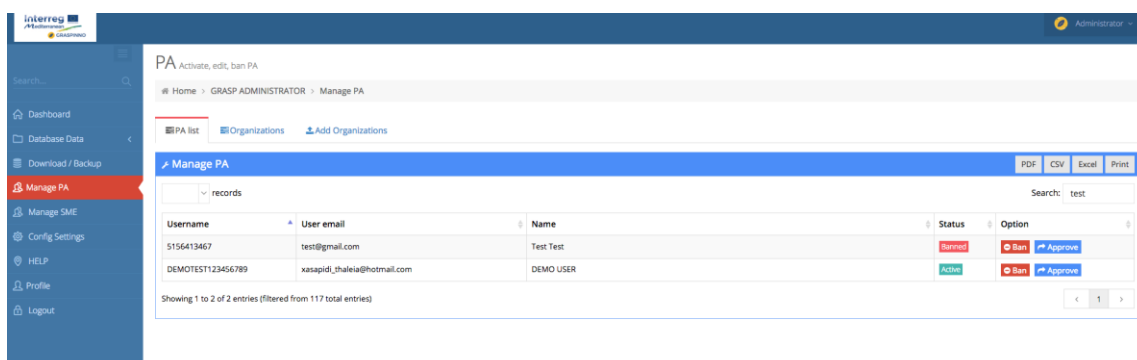 interreg
Mediterranean
GRASPINNO
Administrator
Search...
Dashboard
Database Data
Download / Backup
Manage PA
Manage SME
Config Settings
HELP
Profile
Logout
PA Activate, edit, ban PA
Home > GRASP ADMINISTRATOR > Manage PA
PA list Organizations Add Organizations
Manage PA PDF CSV Excel Print
records Search: test
Username User email Name Status Option
5156413467 test@gmail.com Test Test Banned Ban Approve
DEMOTEST123456789 xasapidi_thaleia@hotmail.com DEMO USER Active Ban Approve
Showing 1 to 2 of 2 entries (filtered from 117 total entries) < 1 >